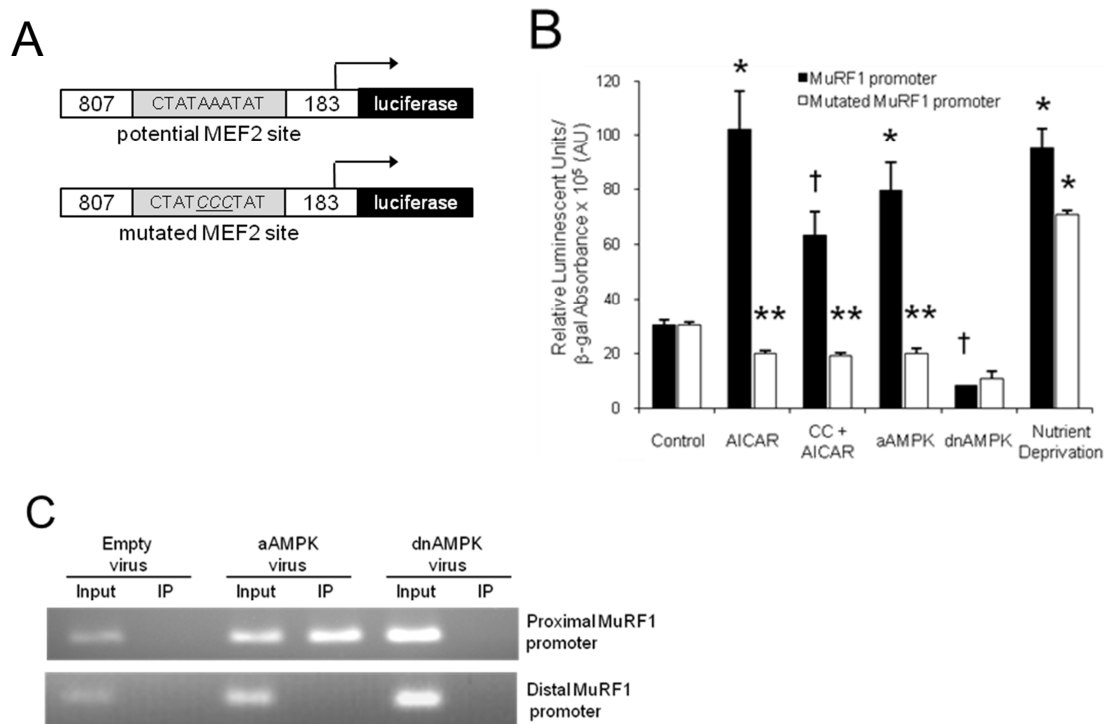 A
807 CTATAAATAT 183 luciferase
potential MEF2 site
807 CTATCCCTAT 183 luciferase
mutated MEF2 site
B
Relative Luminescent Units/
β-gal Absorbance x 10⁵ (AU)
120
100
80
60
40
20
0
MuRF1 promoter
Mutated MuRF1 promoter
*
**
†
**
*
**
†
*
*
Control
AICAR
CC +
AICAR
aAMPK
dnAMPK
Nutrient
Deprivation
C
Empty
virus
aAMPK
virus
dnAMPK
virus
Input IP Input IP Input IP
Proximal MuRF1
promoter
Distal MuRF1
promoter